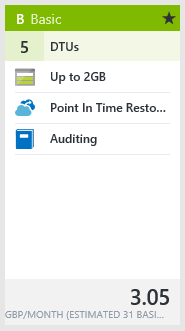 B Basic
5 DTUs
Up to 2GB
Point In Time Resto...
Auditing
3.05
GBP/MONTH (ESTIMATED 31 BASI...